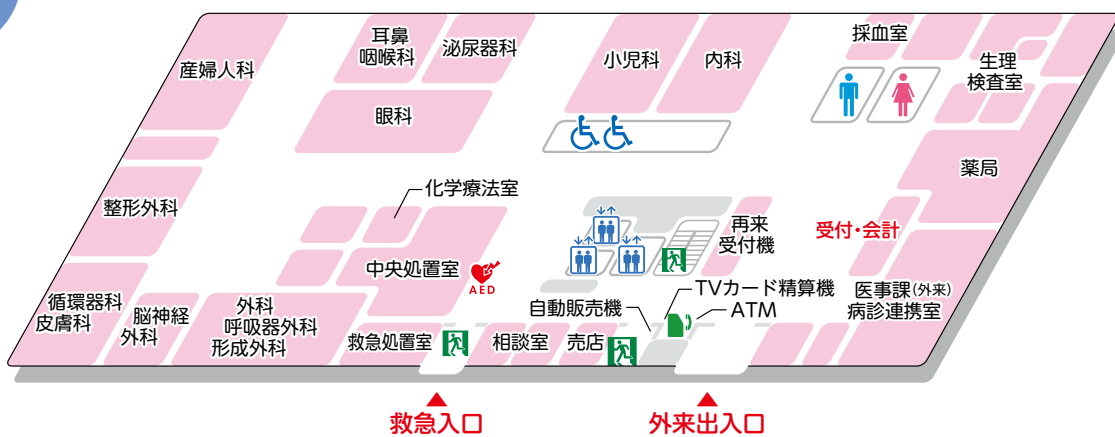 産婦人科
耳鼻
咽喉科
泌尿器科
小児科
内科
採血室
生理
検査室
眼科
薬局
整形外科
化学療法室
再来
受付機
受付・会計
中央処置室
AED
循環器科
皮膚科
脳神経
外科
外科
呼吸器外科
形成外科
救急処置室
相談室
売店
自動販売機
TVカード精算機
ATM
医事課(外来)
病診連携室
救急入口
外来出入口